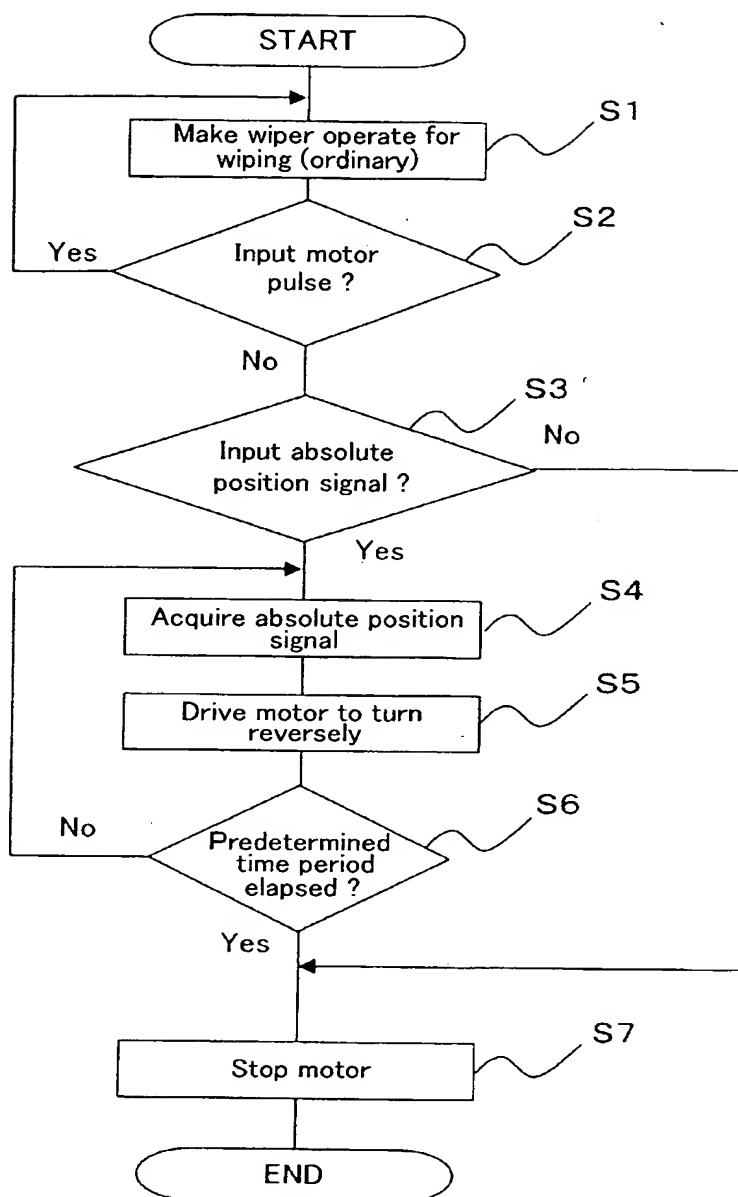 START
S1
Make wiper operate for
wiping (ordinary)
S2
Yes
Input motor
pulse ?
No
S3
No
Input absolute
position signal ?
Yes
S4
Acquire absolute position
signal
S5
Drive motor to turn
reversely
S6
No
Predetermined
time period
elapsed ?
Yes
S7
Stop motor
END